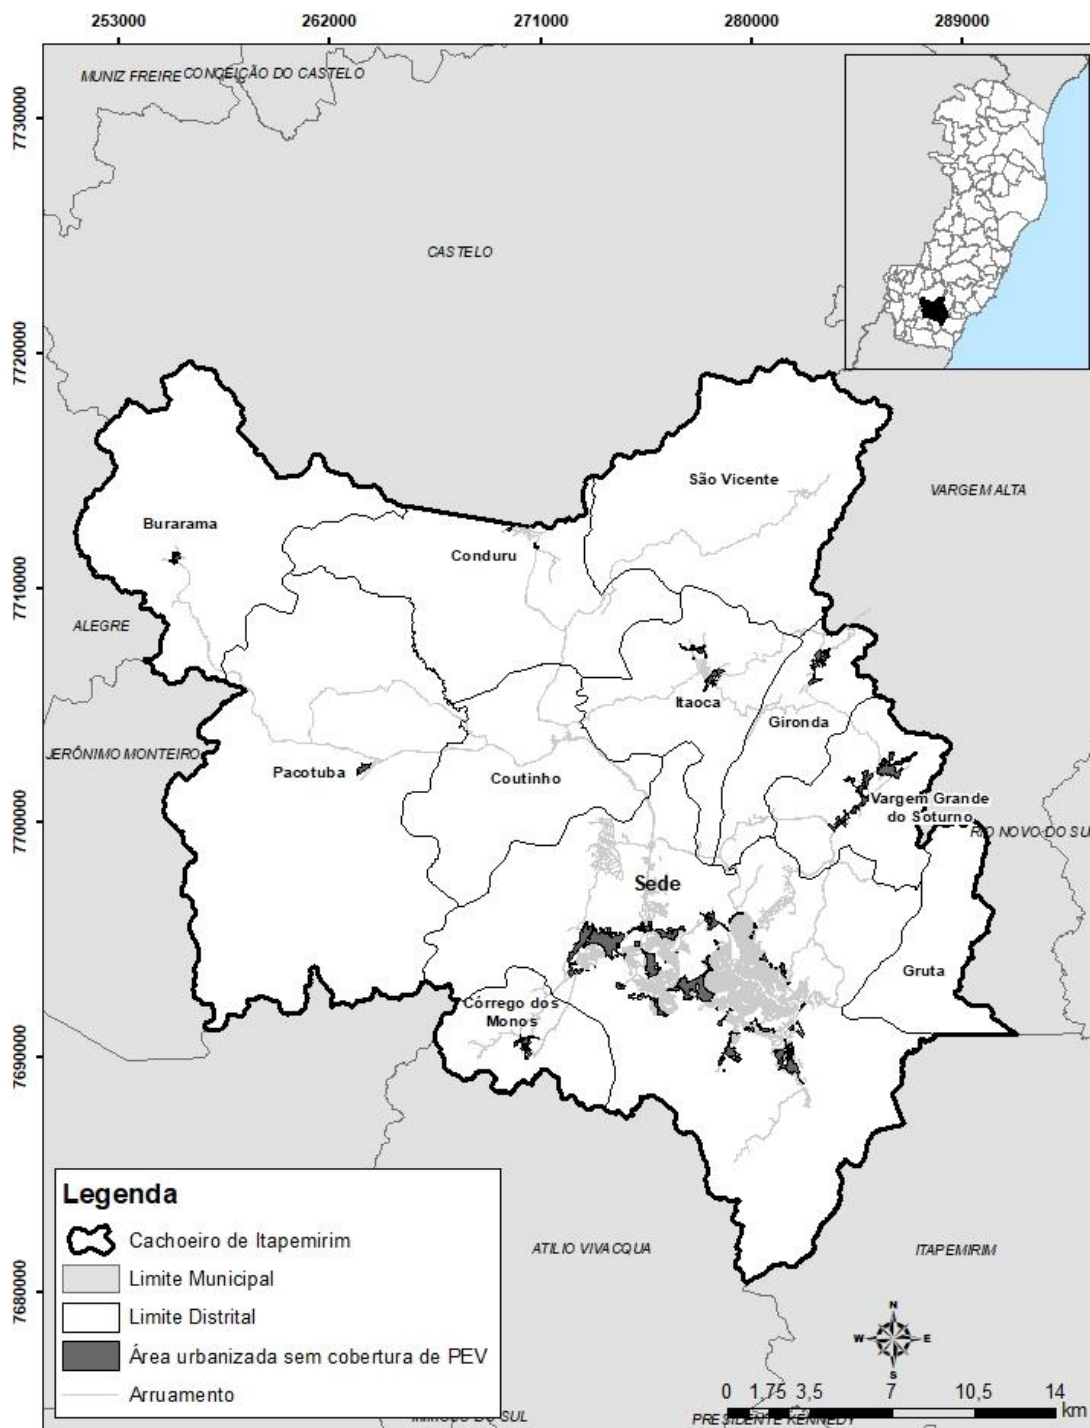 253000 262000 271000 280000 289000
7730000
7720000
7710000
7700000
7690000
7680000
MUNIZ FREIRE
CONCEIÇÃO DO CASTELO
CASTELO
VARGEM ALTA
São Vicente
Burarama
Conduru
ALEGRE
Itaoca
Gironda
JERÔNIMO MONTEIRO
Pacotuba
Coutinho
Vargem Grande
do Soturno
RIO NOVO DO SU
Sede
Gruta
Córrego dos
Monos
ATILIO VIVACQUA
ITAPEMIRIM
Legenda
Cachoeiro de Itapemirim
Limite Municipal
Limite Distrital
Área urbanizada sem cobertura de PEV
Arruamento
N
W E
S
0 1,75 3,5 7 10,5 14
km
DO SUL
PRESIDENTE KENNEDY